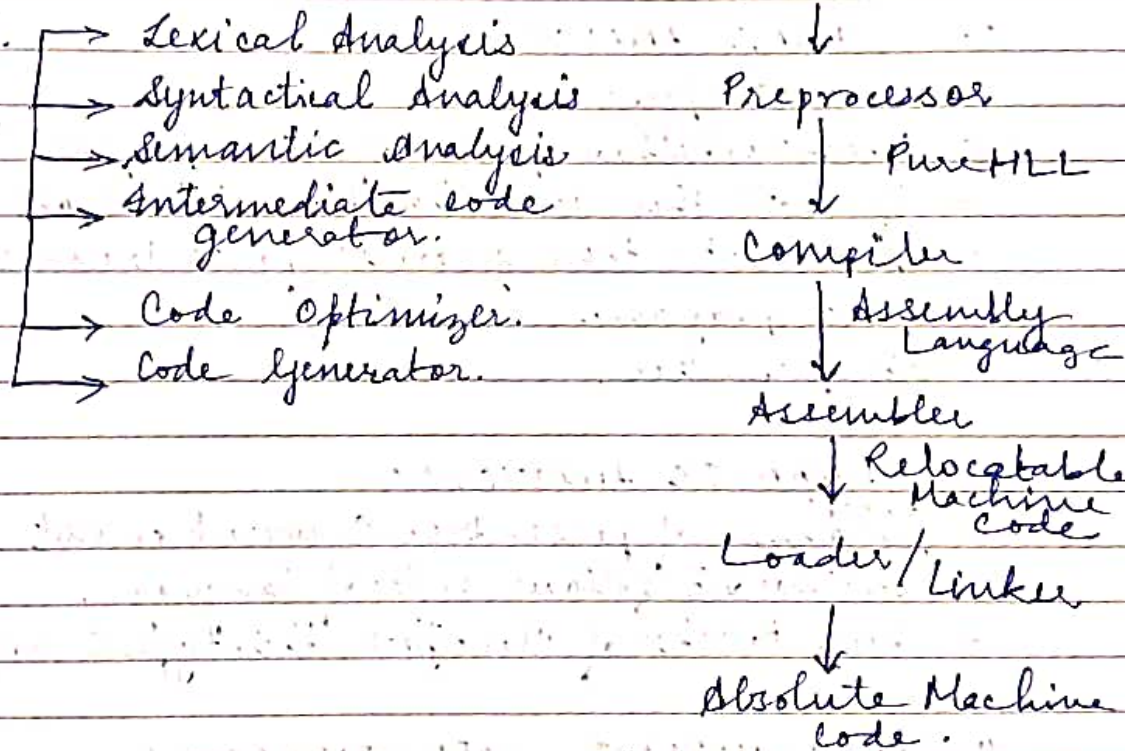 Lexical Analysis
Syntactical Analysis
Semantic Analysis
Intermediate code
generator.
Code Optimizer.
Code Generator.
Preprocessor
Pure HLL
Compiler
Assembly
Language
Assembler
Relocatable
Machine
Code
Loader/
Linker
Absolute Machine
Code.